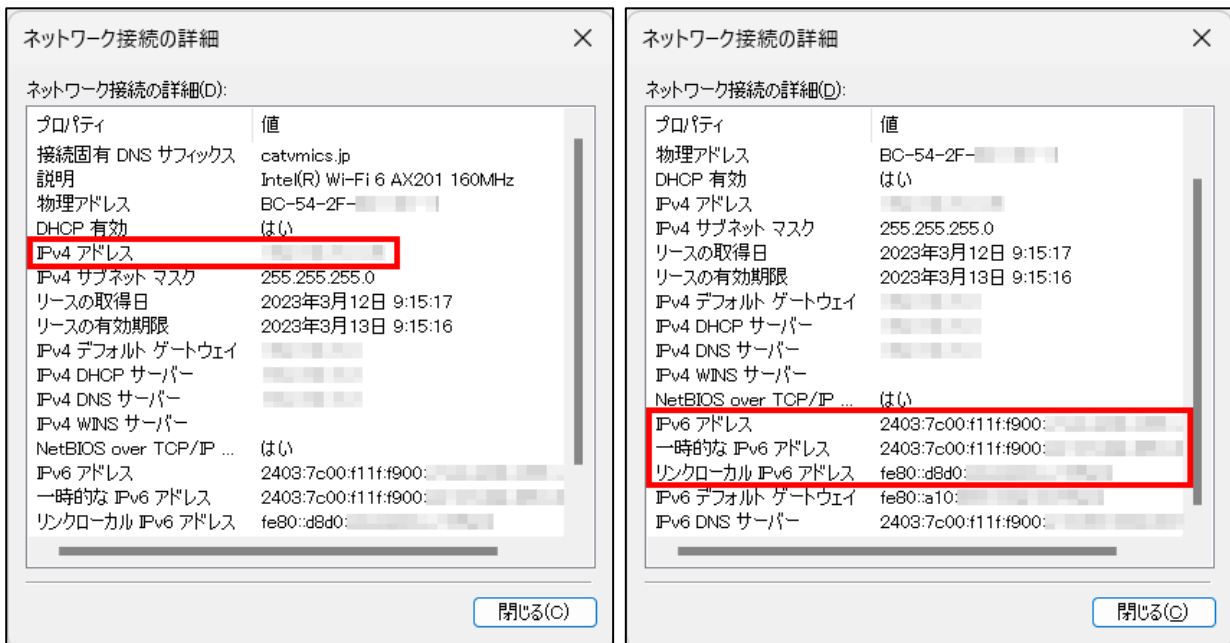 ネットワーク接続の詳細
ネットワーク接続の詳細(D):
プロパティ 値
接続固有 DNS サフィックス catvmics.jp
説明 Intel(R) Wi-Fi 6 AX201 160MHz
物理アドレス BC-54-2F-
DHCP 有効 はい
IPv4 アドレス
IPv4 サブネット マスク 255.255.255.0
リースの取得日 2023年3月12日 9:15:17
リースの有効期限 2023年3月13日 9:15:16
IPv4 デフォルト ゲートウェイ
IPv4 DHCP サーバー
IPv4 DNS サーバー
IPv4 WINS サーバー
NetBIOS over TCP/IP ... はい
IPv6 アドレス 2403:7c00:f11f:f900:
一時的な IPv6 アドレス 2403:7c00:f11f:f900:
リンクローカル IPv6 アドレス fe80::d8d0:
閉じる(C)
ネットワーク接続の詳細
ネットワーク接続の詳細(D):
プロパティ 値
物理アドレス BC-54-2F-
DHCP 有効 はい
IPv4 アドレス
IPv4 サブネット マスク 255.255.255.0
リースの取得日 2023年3月12日 9:15:17
リースの有効期限 2023年3月13日 9:15:16
IPv4 デフォルト ゲートウェイ
IPv4 DHCP サーバー
IPv4 DNS サーバー
IPv4 WINS サーバー
NetBIOS over TCP/IP ... はい
IPv6 アドレス 2403:7c00:f11f:f900:
一時的な IPv6 アドレス 2403:7c00:f11f:f900:
リンクローカル IPv6 アドレス fe80::d8d0:
IPv6 デフォルト ゲートウェイ fe80::a10:
IPv6 DNS サーバー 2403:7c00:f11f:f900:
閉じる(C)